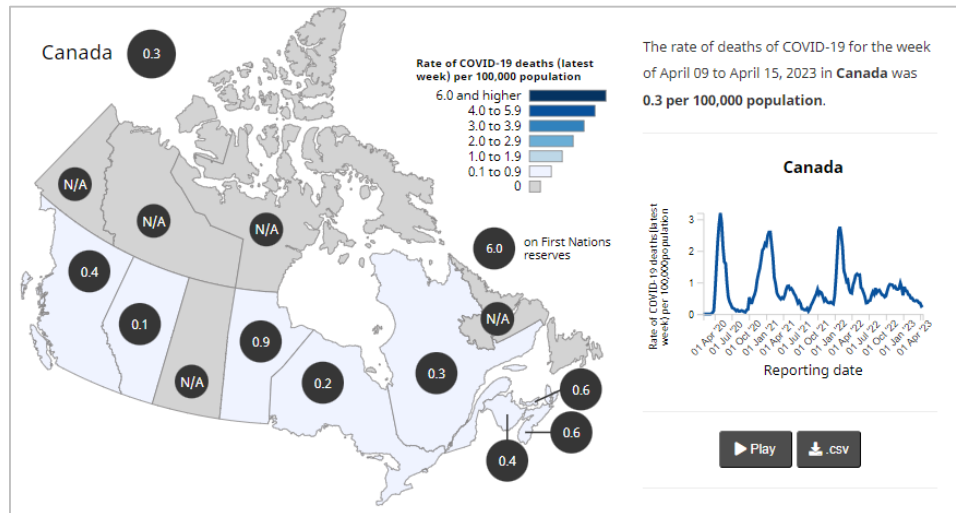 Canada
0.3
Rate of COVID-19 deaths (latest
week) per 100,000 population
6.0 and higher
4.0 to 5.9
3.0 to 3.9
2.0 to 2.9
1.0 to 1.9
0.1 to 0.9
0
N/A
N/A
N/A
6.0
on First Nations
reserves
0.4
0.1
N/A
0.9
0.2
0.3
N/A
0.6
0.6
0.4
The rate of deaths of COVID-19 for the week
of April 09 to April 15, 2023 in Canada was
0.3 per 100,000 population.
Canada
Rate of COVID-19 deaths (latest
week) per 100,000population
3
2
1
0
01 Apr '20
01 Jul '20
01 Oct '20
01 Jan '21
01 Apr '21
01 Jul '21
01 Oct '21
01 Jan '22
01 Apr '22
01 Jul '22
01 Oct '22
01 Jan '23
01 Apr '23
Reporting date
Play
.csv